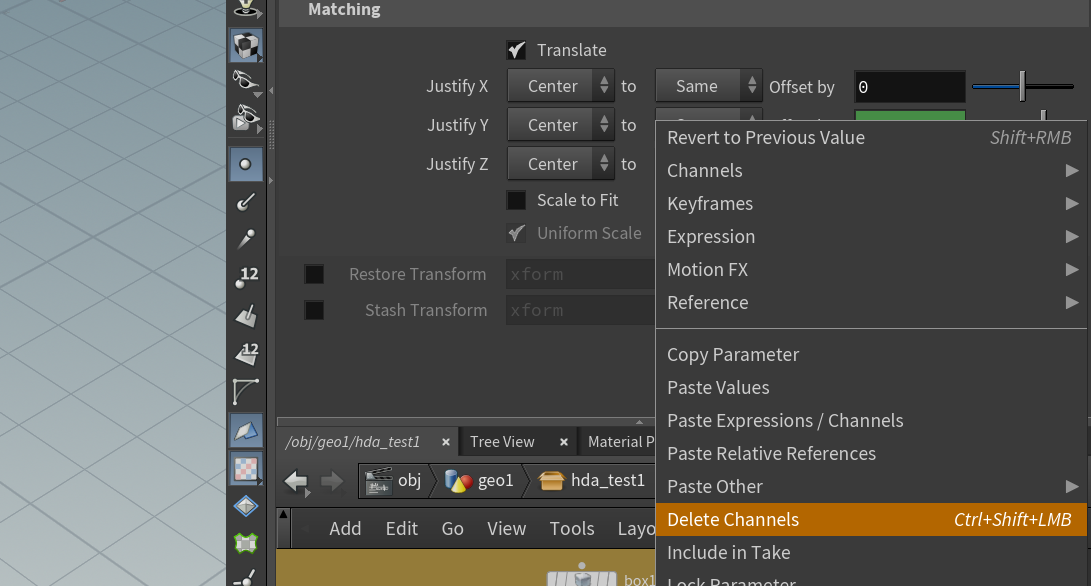 Matching
Translate
Justify X Center to Same Offset by 0
Justify Y Center to
Justify Z Center to
Scale to Fit
Uniform Scale
Restore Transform xform
Stash Transform xform
Revert to Previous Value Shift+RMB
Channels
Keyframes
Expression
Motion FX
Reference
Copy Parameter
Paste Values
Paste Expressions / Channels
Paste Relative References
Paste Other
Delete Channels Ctrl+Shift+LMB
Include in Take
Lock Parameter
12
12
/obj/geo1/hda_test1 × Tree View × Material P
obj geo1 hda_test1
Add Edit Go View Tools Layo
box1